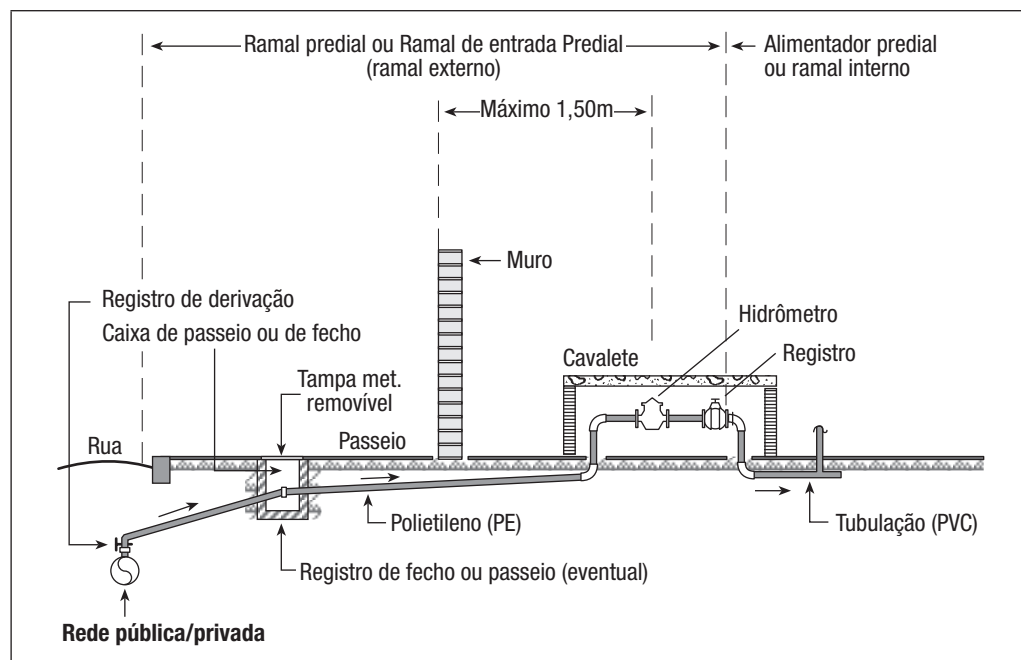 Ramal predial ou Ramal de entrada Predial
(ramal externo)
Alimentador predial
ou ramal interno
Máximo 1,50m
Muro
Registro de derivação
Caixa de passeio ou de fecho
Hidrômetro
Cavalete
Registro
Tampa met.
removível
Rua
Passeio
Polietileno (PE)
Tubulação (PVC)
Registro de fecho ou passeio (eventual)
Rede pública/privada